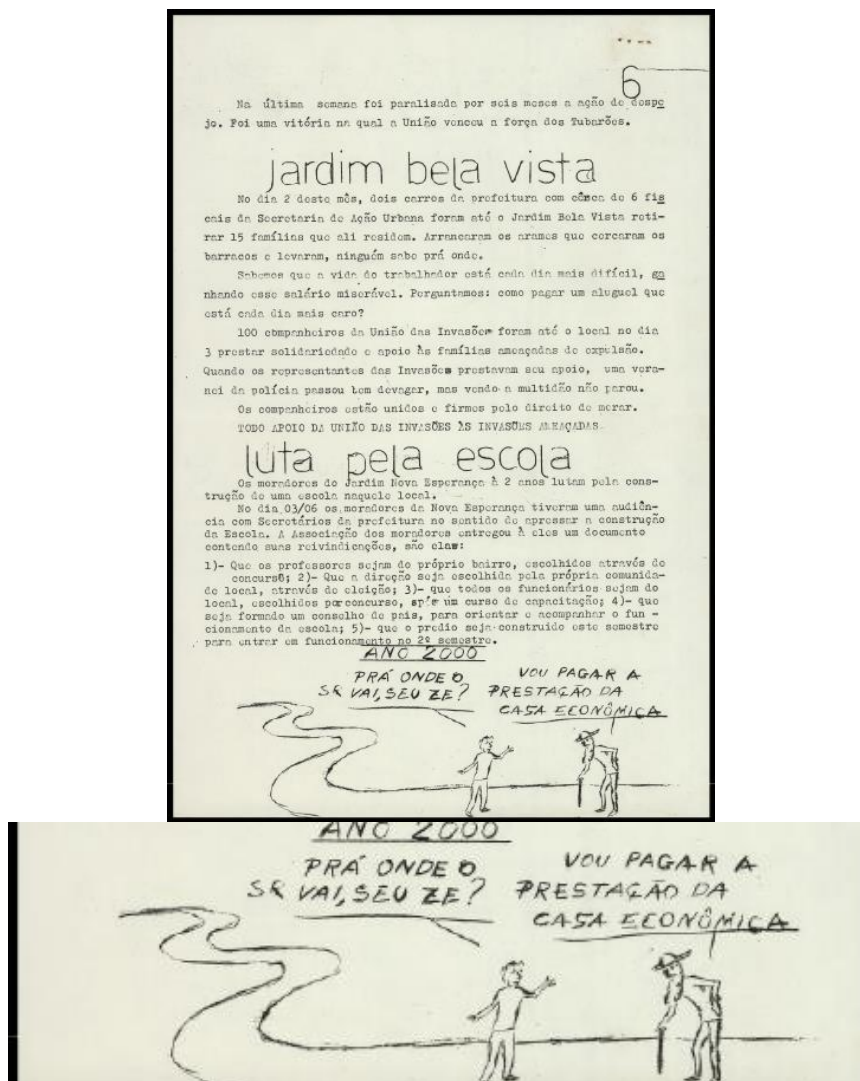 6
Na última semana foi paralisada por seis meses a ação de despe
jo. Foi uma vitória na qual a União venceu a força dos Tubarões.
jardim bela vista
No dia 2 deste mês, dois carros da prefeitura com cêrca de 6 fis
cais da Secretaria de Ação Urbana foram até o Jardim Bela Vista reti-
rar 15 famílias que ali residem. Arrancaram os arames que cercaram os
barracos e levaram, ninguém sabe prá onde.
Sabemos que a vida do trabalhador está cada dia mais difícil, ga
nhando esse salário miserável. Perguntamos: como pagar um aluguel que
está cada dia mais caro?
100 companheiros da União das Invasões foram até o local no dia
3 prestar solidariedade e apoio às famílias ameaçadas de expulsão.
Quando os representantes das Invasões prestavam seu apoio, uma vera-
nei da polícia passou bem devagar, mas vendo a multidão não parou.
Os companheiros estão unidos e firmes pelo direito de morar.
TODO APOIO DA UNIÃO DAS INVASÕES ÀS INVASÕES AMEAÇADAS.
luta pela escola
Os moradores do Jardim Nova Esperança à 2 anos lutam pela cons-
trução de uma escola naquele local.
No dia 03/06 os moradores da Nova Esperança tiveram uma audiên-
cia com Secretários da prefeitura no sentido de apressar a construção
da Escola. A Associação dos moradores entregou à eles um documento
contendo suas reivindicações, são elas:
1)- Que os professores sejam do próprio bairro, escolhidos através de
concurso; 2)- Que a direção seja escolhida pela própria comunida-
de local, através de eleição; 3)- que todos os funcionários sejam do
local, escolhidos por concurso, após um curso de capacitação; 4)- que
seja formado um conselho de pais, para orientar e acompanhar o fun -
cionamento da escola; 5)- que o predio seja construido este semestre
para entrar em funcionamento no 2º semestre.
ANO 2000
PRÁ ONDE O
SR VAI, SEU ZE?
VOU PAGAR A
PRESTAÇÃO DA
CASA ECONÔMICA
ANO 2000
PRÁ ONDE O
SR VAI, SEU ZE?
VOU PAGAR A
PRESTAÇÃO DA
CASA ECONÔMICA